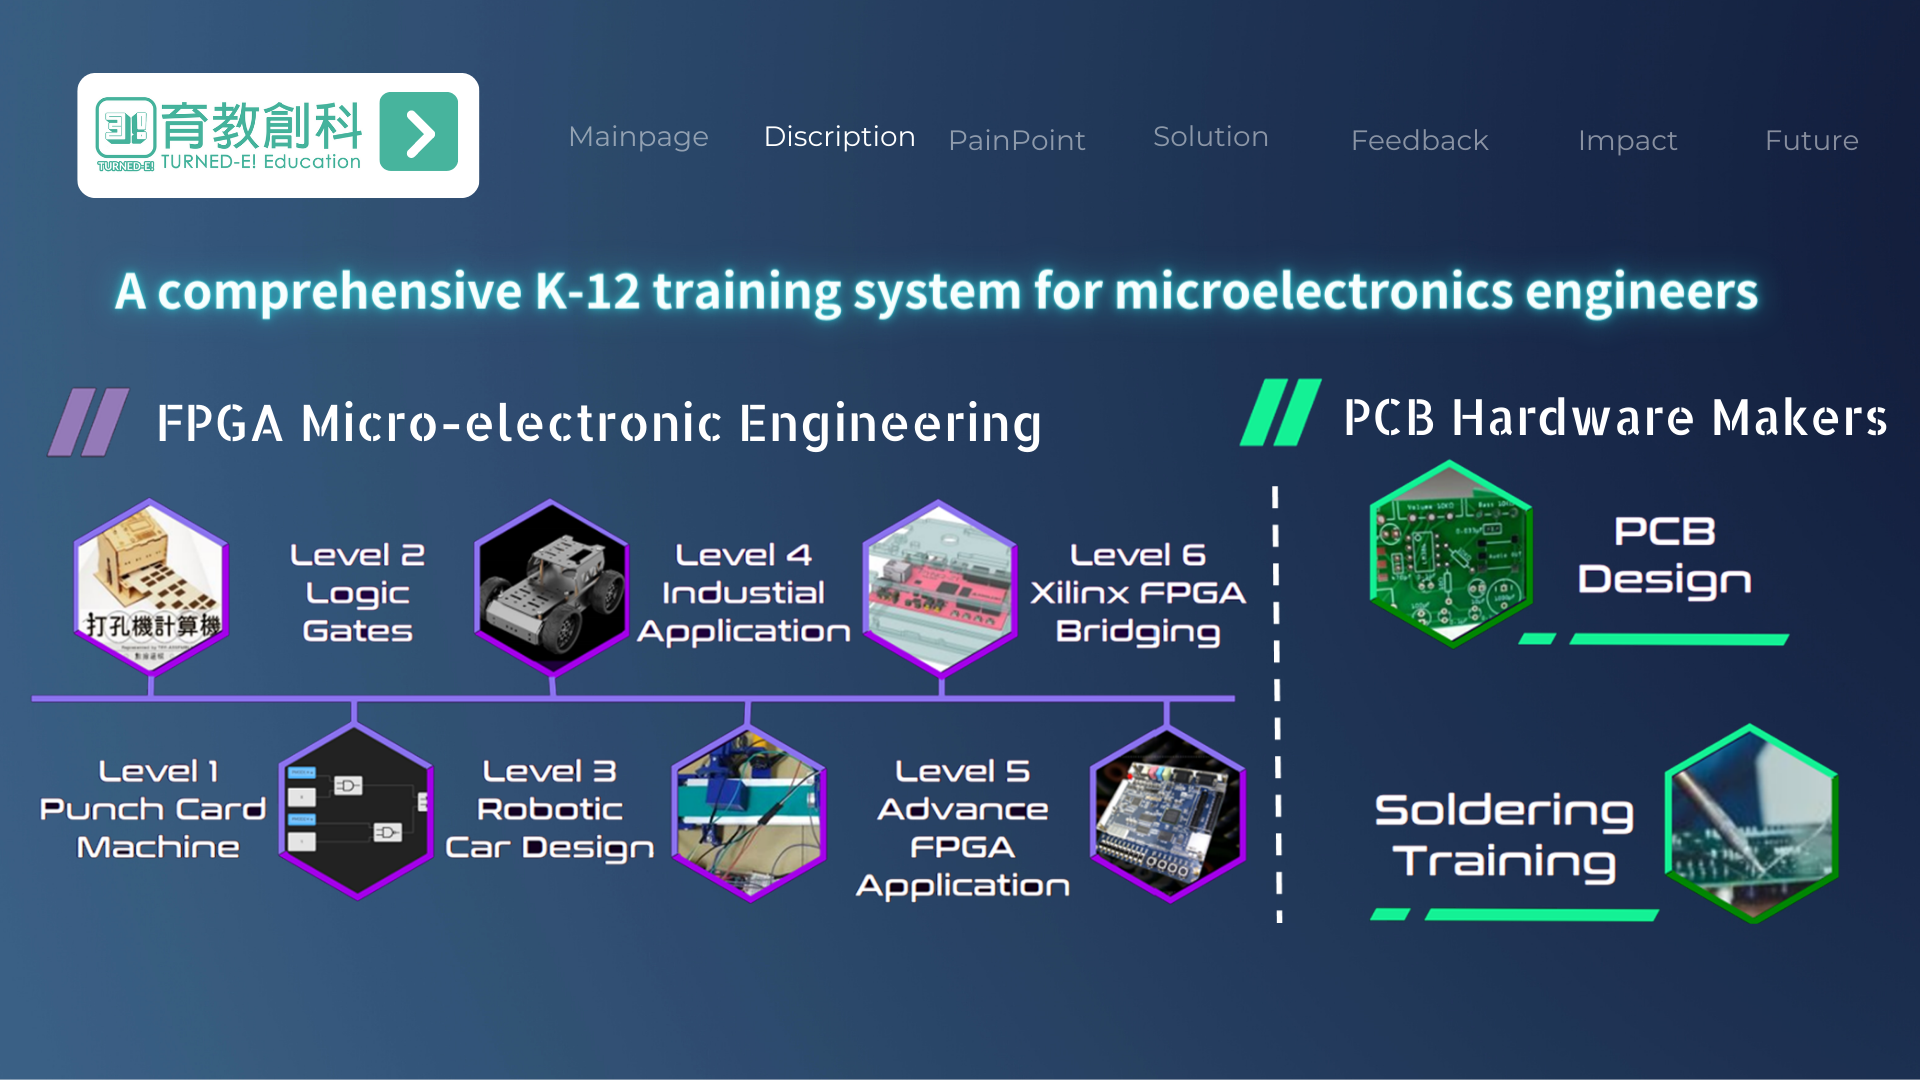 育教創科
TURNED-E!
TURNED-E! Education
Mainpage
Discription
PainPoint
Solution
Feedback
Impact
Future
A comprehensive K-12 training system for microelectronics engineers
FPGA Micro-electronic Engineering
打孔機計算機
Level 2
Logic
Gates
Level 4
Industial
Application
Level 6
Xilinx FPGA
Bridging
Level 1
Punch Card
Machine
Level 3
Robotic
Car Design
Level 5
Advance
FPGA
Application
PCB Hardware Makers
Volume 10KΩ
PCB
Design
Soldering
Training